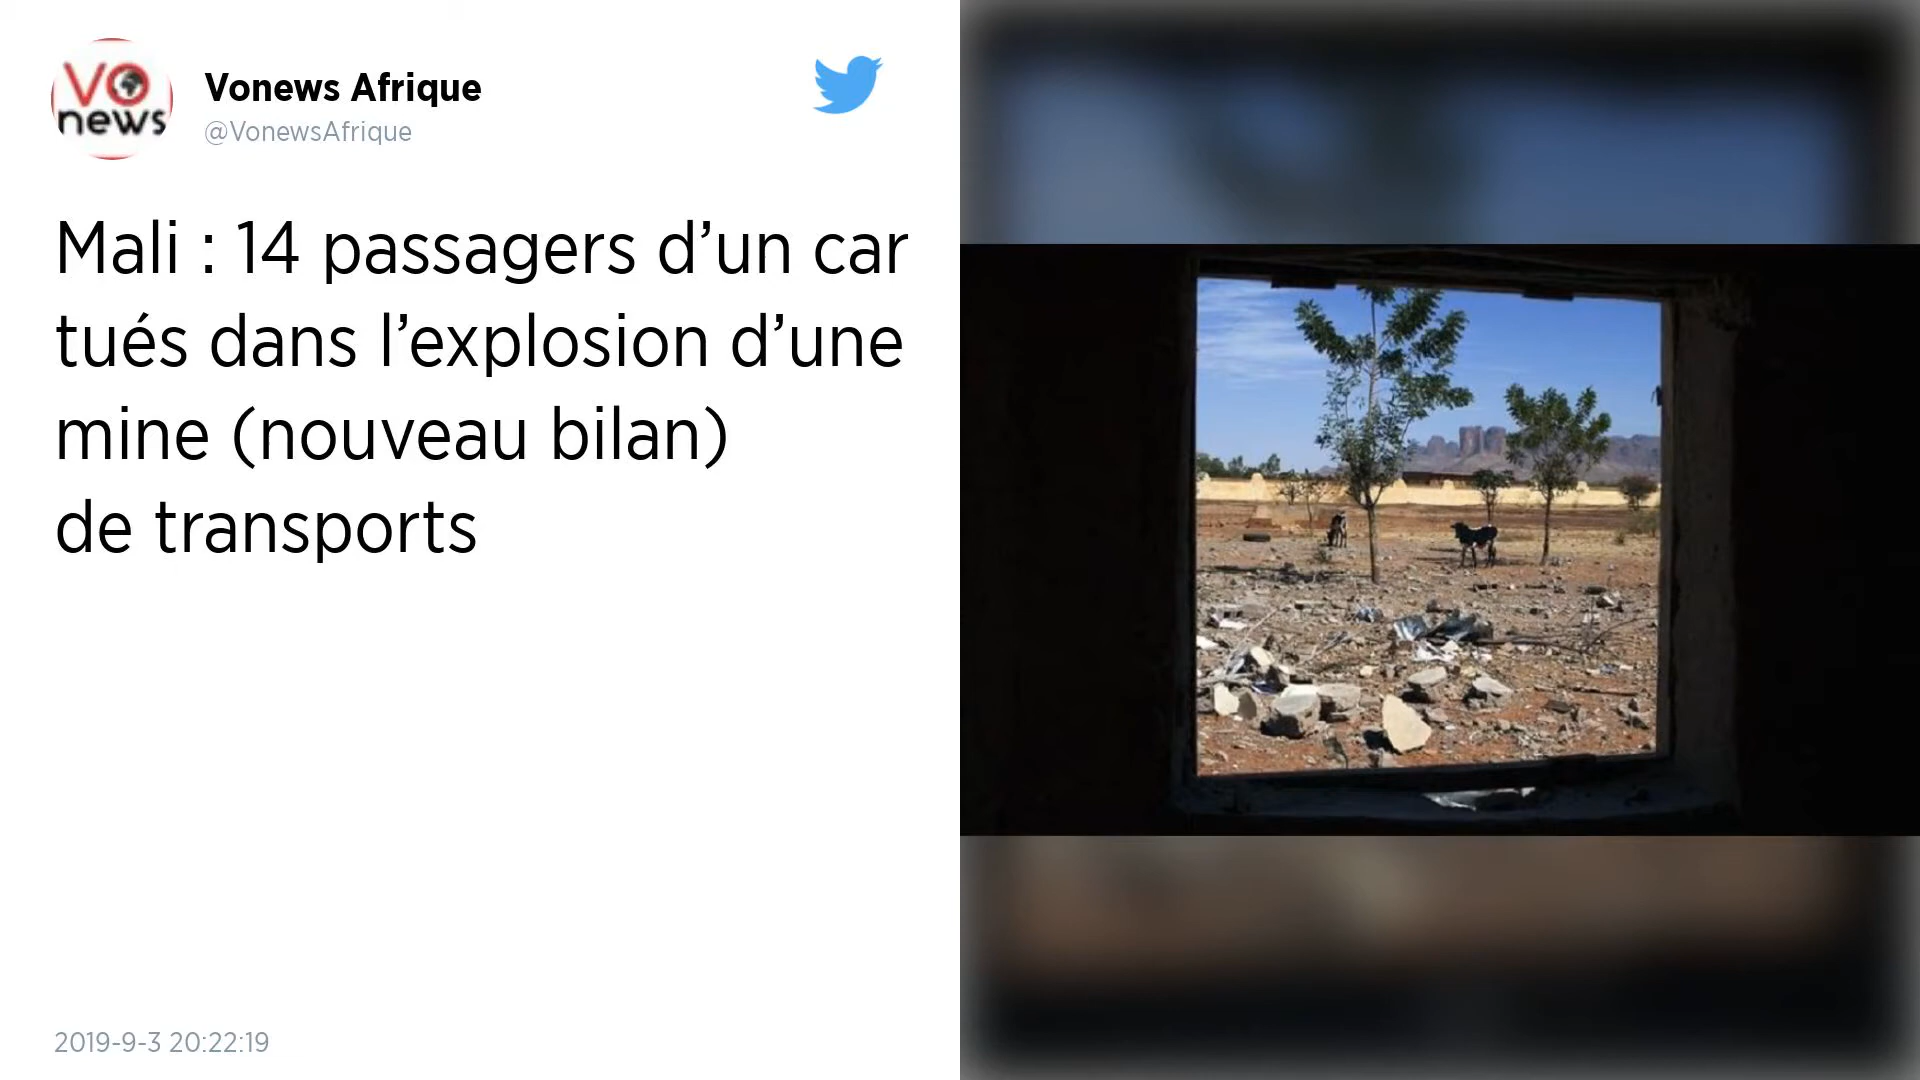 VO
news
Vonews Afrique
@VonewsAfrique
Mali : 14 passagers d’un car
tués dans l’explosion d’une
mine (nouveau bilan)
de transports
2019-9-3 20:22:19